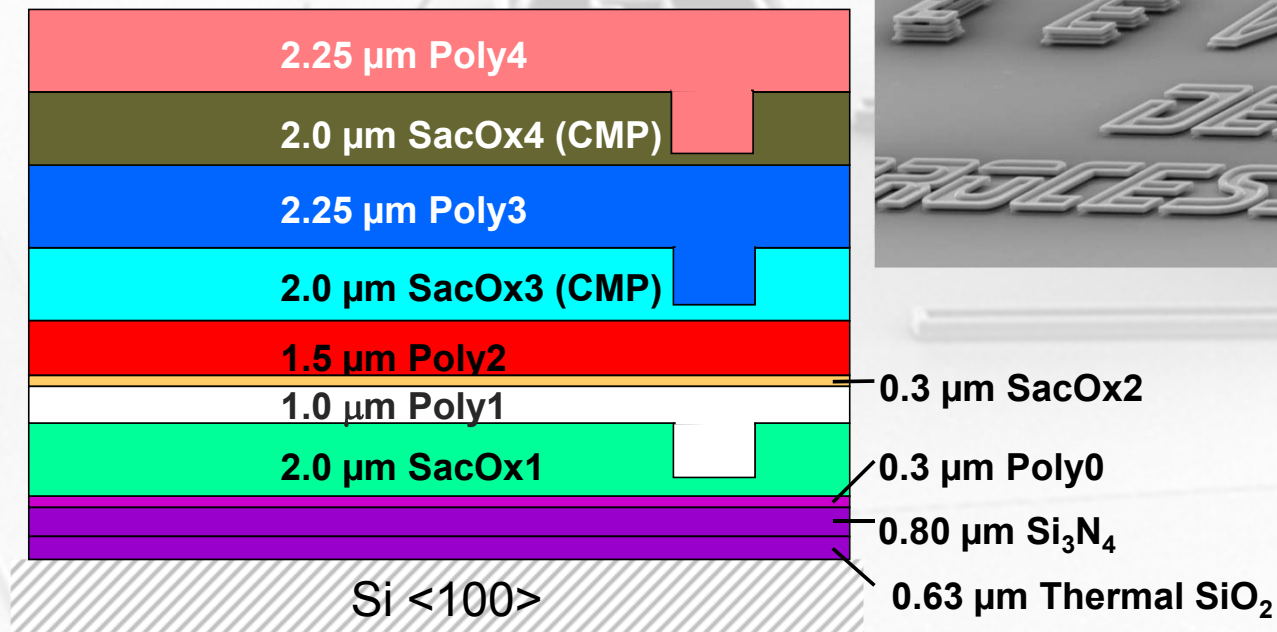 2.25 µm Poly4
2.0 µm SacOx4 (CMP)
2.25 µm Poly3
2.0 µm SacOx3 (CMP)
1.5 µm Poly2
0.3 µm SacOx2
1.0 µm Poly1
2.0 µm SacOx1
0.3 µm Poly0
0.80 µm Si₃N₄
0.63 µm Thermal SiO₂
Si <100>